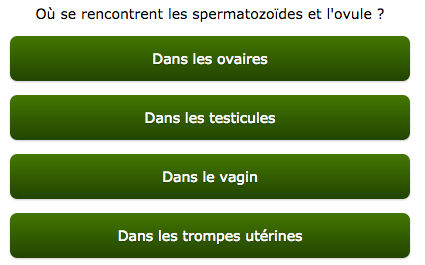 Où se rencontrent les spermatozoïdes et l'ovule ?
Dans les ovaires
Dans les testicules
Dans le vagin
Dans les trompes utérines